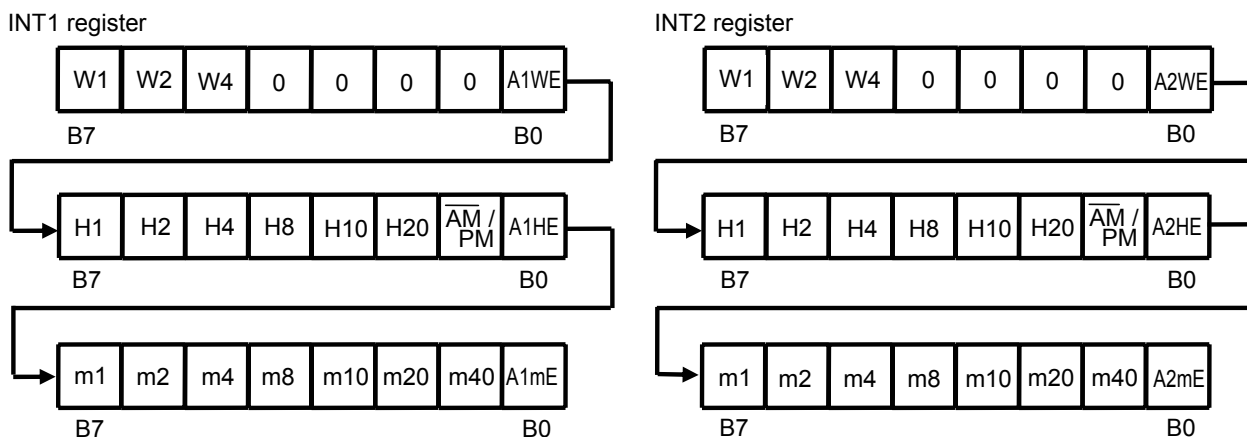 INT1 register
W1 W2 W4 0 0 0 0 A1WE
B7 B0
H1 H2 H4 H8 H10 H20 A̅M̅ / PM A1HE
B7 B0
m1 m2 m4 m8 m10 m20 m40 A1mE
B7 B0
INT2 register
W1 W2 W4 0 0 0 0 A2WE
B7 B0
H1 H2 H4 H8 H10 H20 A̅M̅ / PM A2HE
B7 B0
m1 m2 m4 m8 m10 m20 m40 A2mE
B7 B0